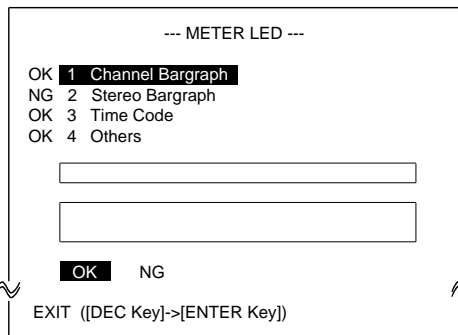 --- METER LED ---
OK 1 Channel Bargraph
NG 2 Stereo Bargraph
OK 3 Time Code
OK 4 Others
OK NG
EXIT ([DEC Key]->[ENTER Key])